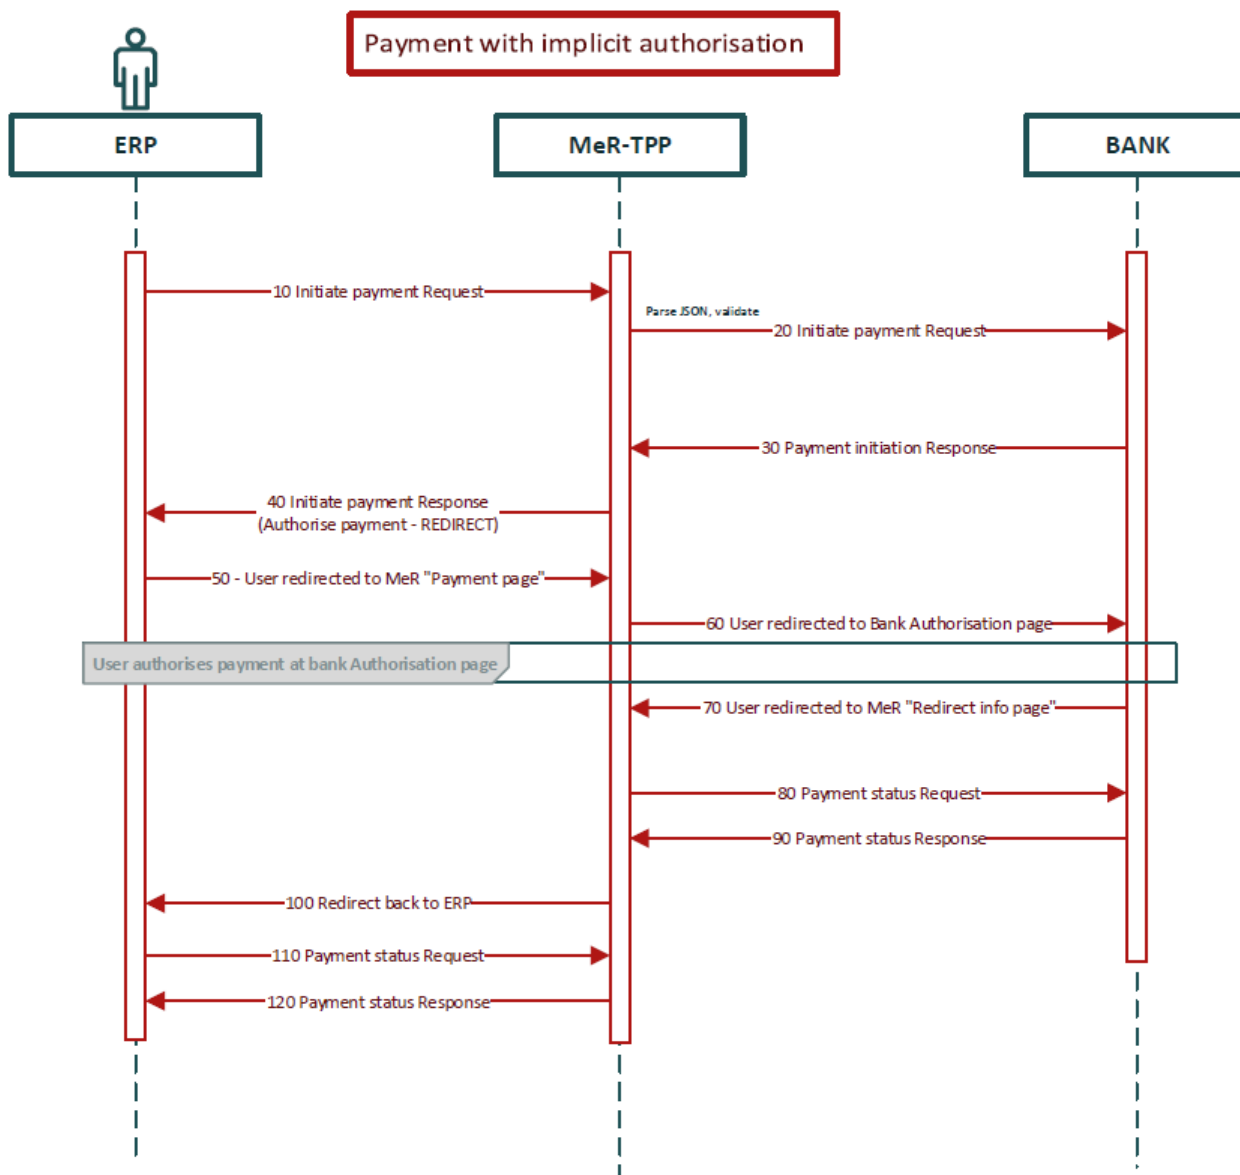 Payment with implicit authorisation
ERP
MeR-TPP
BANK
10 Initiate payment Request
Parse JSON, validate
20 Initiate payment Request
30 Payment initiation Response
40 Initiate payment Response
(Authorise payment - REDIRECT)
50 - User redirected to MeR "Payment page"
60 User redirected to Bank Authorisation page
User authorises payment at bank Authorisation page
70 User redirected to MeR "Redirect info page"
80 Payment status Request
90 Payment status Response
100 Redirect back to ERP
110 Payment status Request
120 Payment status Response